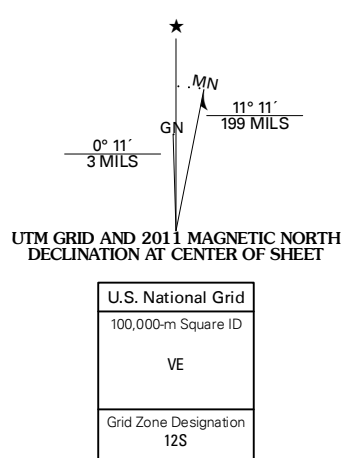 ★
MN
GN
11° 11´
199 MILS
0° 11´
3 MILS
UTM GRID AND 2011 MAGNETIC NORTH
DECLINATION AT CENTER OF SHEET
U.S. National Grid
100,000-m Square ID
VE
Grid Zone Designation
12S